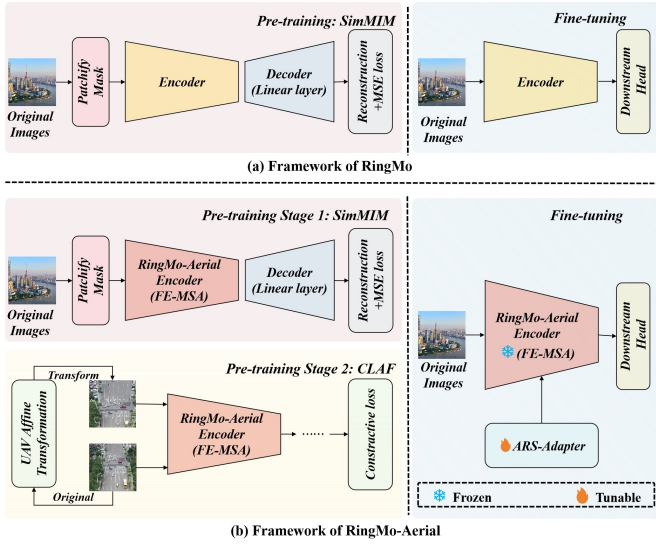 Pre-training: SimMIM
Original
Images
Patchify
Mask
Encoder
Decoder
(Linear layer)
Reconstruction
+MSE loss
Fine-tuning
Original
Images
Encoder
Downstream
Head
(a) Framework of RingMo
Pre-training Stage 1: SimMIM
Original
Images
Patchify
Mask
RingMo-Aerial
Encoder
(FE-MSA)
Decoder
(Linear layer)
Reconstruction
+MSE loss
Pre-training Stage 2: CLAF
UAV Affine
Transformation
Transform
Original
RingMo-Aerial
Encoder
(FE-MSA)
......
Constractive loss
Fine-tuning
Original
Images
RingMo-Aerial
Encoder
(FE-MSA)
Downstream
Head
ARS-Adapter
Frozen
Tunable
(b) Framework of RingMo-Aerial